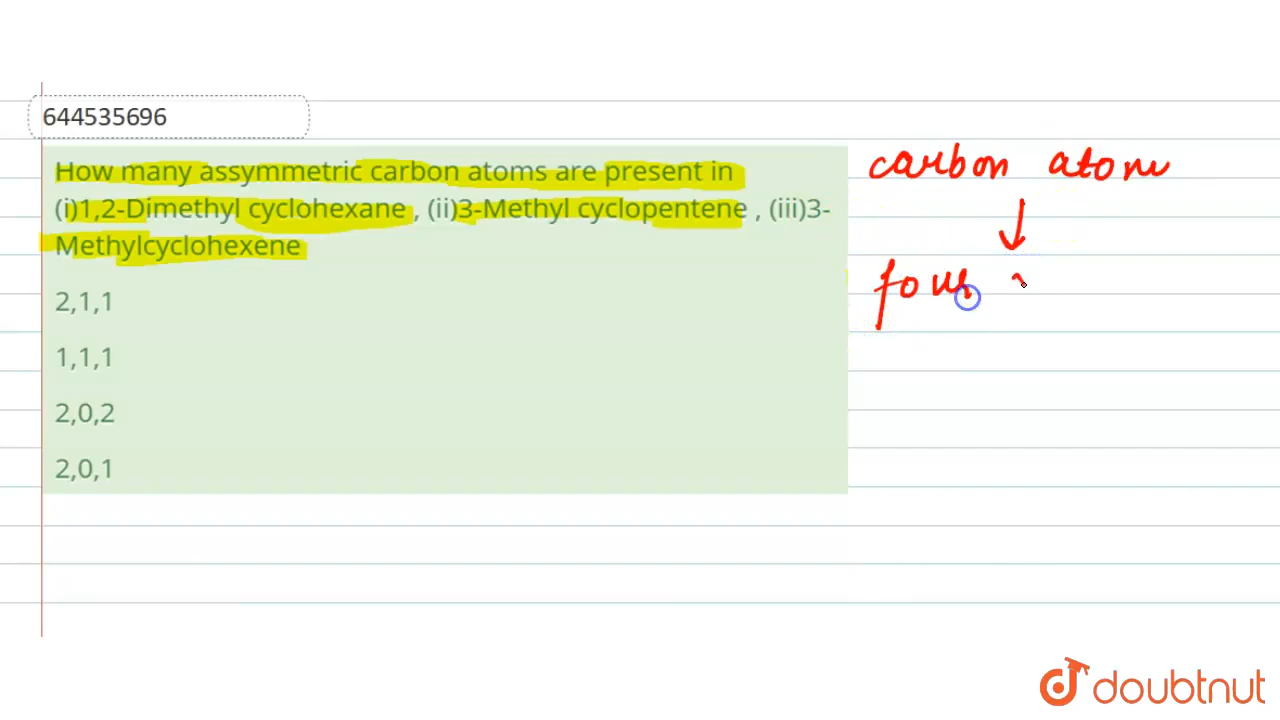 644535696
How many assymmetric carbon atoms are present in
(i)1,2-Dimethyl cyclohexane , (ii)3-Methyl cyclopentene , (iii)3-
Methylcyclohexene
2,1,1
1,1,1
2,0,2
2,0,1
carbon atom
four
doubtnut